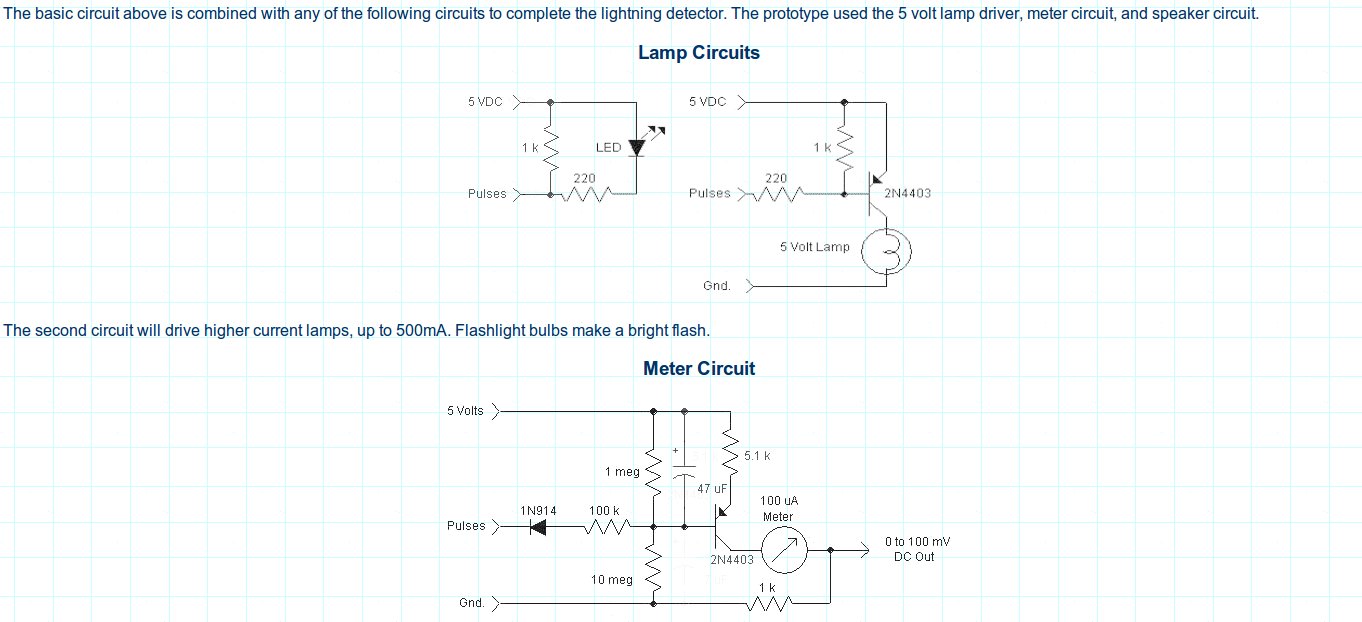 The basic circuit above is combined with any of the following circuits to complete the lightning detector. The prototype used the 5 volt lamp driver, meter circuit, and speaker circuit.
Lamp Circuits
5 VDC
5 VDC
1 k
LED
1 k
220
220
Pulses
Pulses
2N4403
5 Volt Lamp
Gnd.
The second circuit will drive higher current lamps, up to 500mA. Flashlight bulbs make a bright flash.
Meter Circuit
5 Volts
+
5.1 k
1 meg
47 uF
100 uA
Meter
1N914
100 k
Pulses
0 to 100 mV
DC Out
2N4403
10 meg
1 k
Gnd.